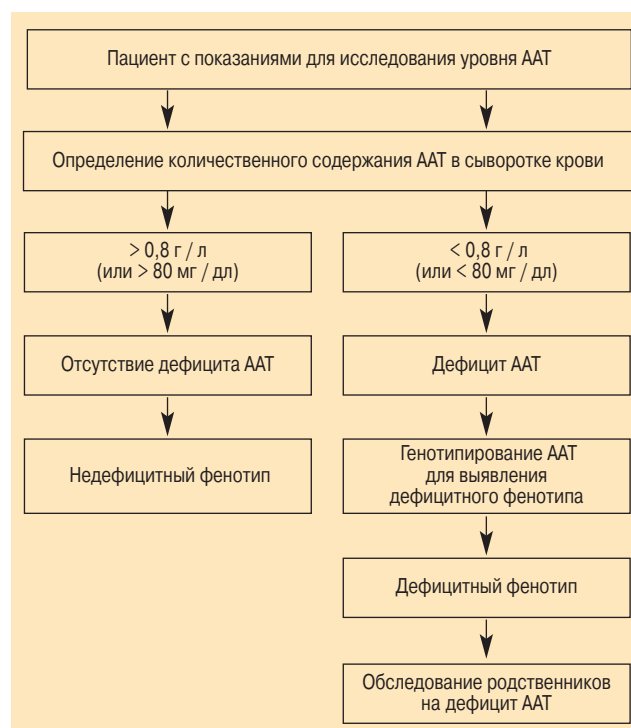 Пациент с показаниями для исследования уровня ААТ
Определение количественного содержания ААТ в сыворотке крови
> 0,8 г / л
(или > 80 мг / дл)
< 0,8 г / л
(или < 80 мг / дл)
Отсутствие дефицита ААТ
Дефицит ААТ
Недефицитный фенотип
Генотипирование ААТ
для выявления
дефицитного фенотипа
Дефицитный фенотип
Обследование родственников
на дефицит ААТ